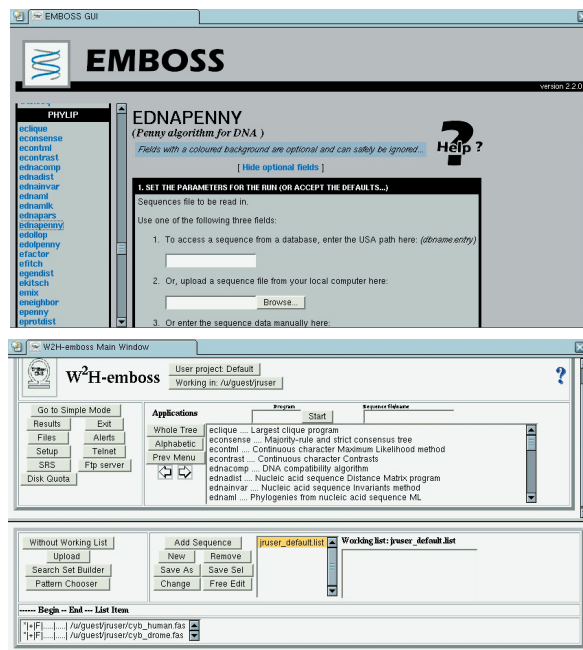 EMBOSS GUI
EMBOSS
version 2.2.0
PHYLIP
eclique
econsense
econtml
econtrast
ednacomp
ednadist
ednainvar
ednaml
ednamlk
ednapars
ednapenny
edollop
edolpenny
efactor
efitch
egendist
ekitsch
emix
eneighbor
epenny
eprotdist
EDNAPENNY
(Penny algorithm for DNA )
Fields with a coloured background are optional and can safely be ignored...
Help ?
[ Hide optional fields ]
1. SET THE PARAMETERS FOR THE RUN (OR ACCEPT THE DEFAULTS...)
Sequences file to be read in.
Use one of the following three fields:
1. To access a sequence from a database, enter the USA path here: (dbname:entry)
2. Or, upload a sequence file from your local computer here:
Browse...
3. Or enter the sequence data manually here:
W2H-emboss Main Window
W²H-emboss
User project: Default
Working in: /u/guest/jruser
?
Go to Simple Mode
Results Exit
Files Alerts
Setup Telnet
SRS Ftp server
Disk Quota
Applications
Program
Start
Sequence file/name
Whole Tree
Alphabetic
Prev Menu
eclique .... Largest clique program
econsense .... Majority-rule and strict consensus tree
econtml .... Continuous character Maximum Likelihood method
econtrast .... Continuous character Contrasts
ednacomp .... DNA compatibility algorithm
ednadist .... Nucleic acid sequence Distance Matrix program
ednainvar .... Nucleic acid sequence Invariants method
ednaml .... Phylogenies from nucleic acid sequence ML
Without Working List
Upload
Search Set Builder
Pattern Chooser
Add Sequence
New Remove
Save As Save Sel
Change Free Edit
jruser_default.list
Working list: jruser_default.list
------ Begin -- End --- List Item
"|+|F|.....|.....| /u/guest/jruser/cyb_human.fas
"|+|F|.....|.....| /u/guest/jruser/cyb_drome.fas